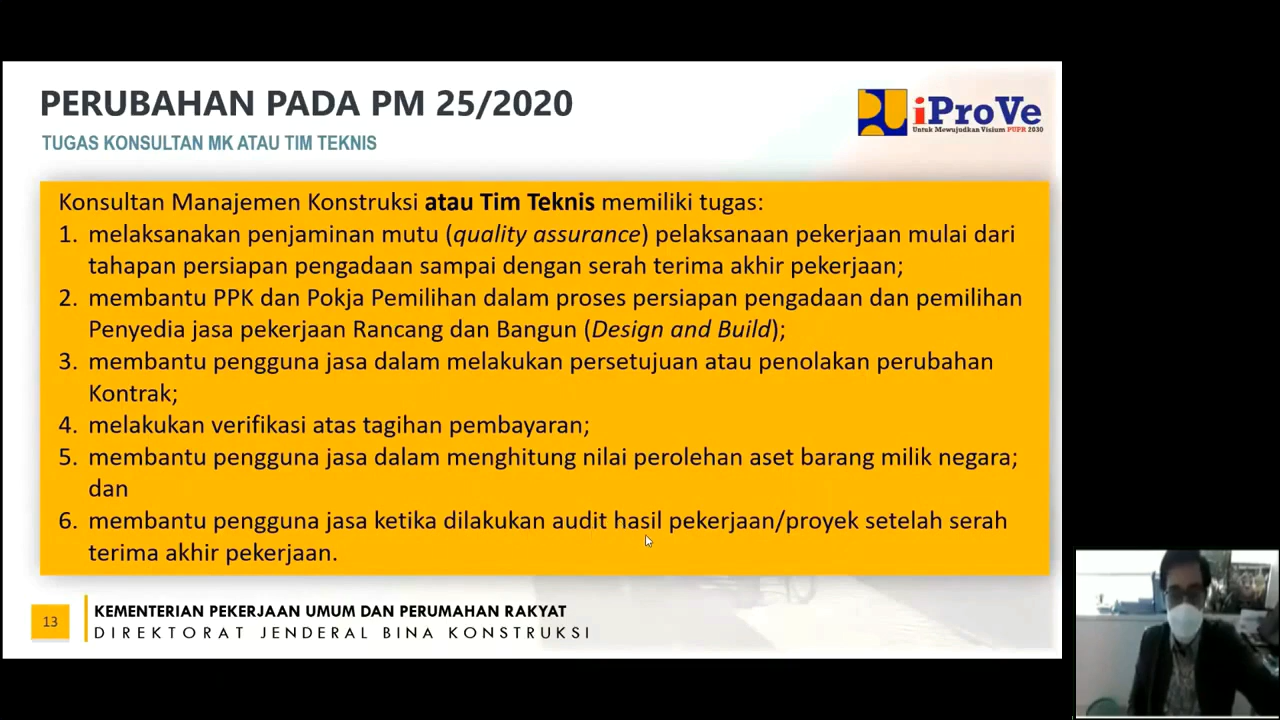 PERUBAHAN PADA PM 25/2020
TUGAS KONSULTAN MK ATAU TIM TEKNIS
iProVe
Untuk Mewujudkan Visium PUPR 2030
Konsultan Manajemen Konstruksi atau Tim Teknis memiliki tugas:
1. melaksanakan penjaminan mutu (quality assurance) pelaksanaan pekerjaan mulai dari
tahapan persiapan pengadaan sampai dengan serah terima akhir pekerjaan;
2. membantu PPK dan Pokja Pemilihan dalam proses persiapan pengadaan dan pemilihan
Penyedia jasa pekerjaan Rancang dan Bangun (Design and Build);
3. membantu pengguna jasa dalam melakukan persetujuan atau penolakan perubahan
Kontrak;
4. melakukan verifikasi atas tagihan pembayaran;
5. membantu pengguna jasa dalam menghitung nilai perolehan aset barang milik negara;
dan
6. membantu pengguna jasa ketika dilakukan audit hasil pekerjaan/proyek setelah serah
terima akhir pekerjaan.
13
KEMENTERIAN PEKERJAAN UMUM DAN PERUMAHAN RAKYAT
DIREKTORAT JENDERAL BINA KONSTRUKSI